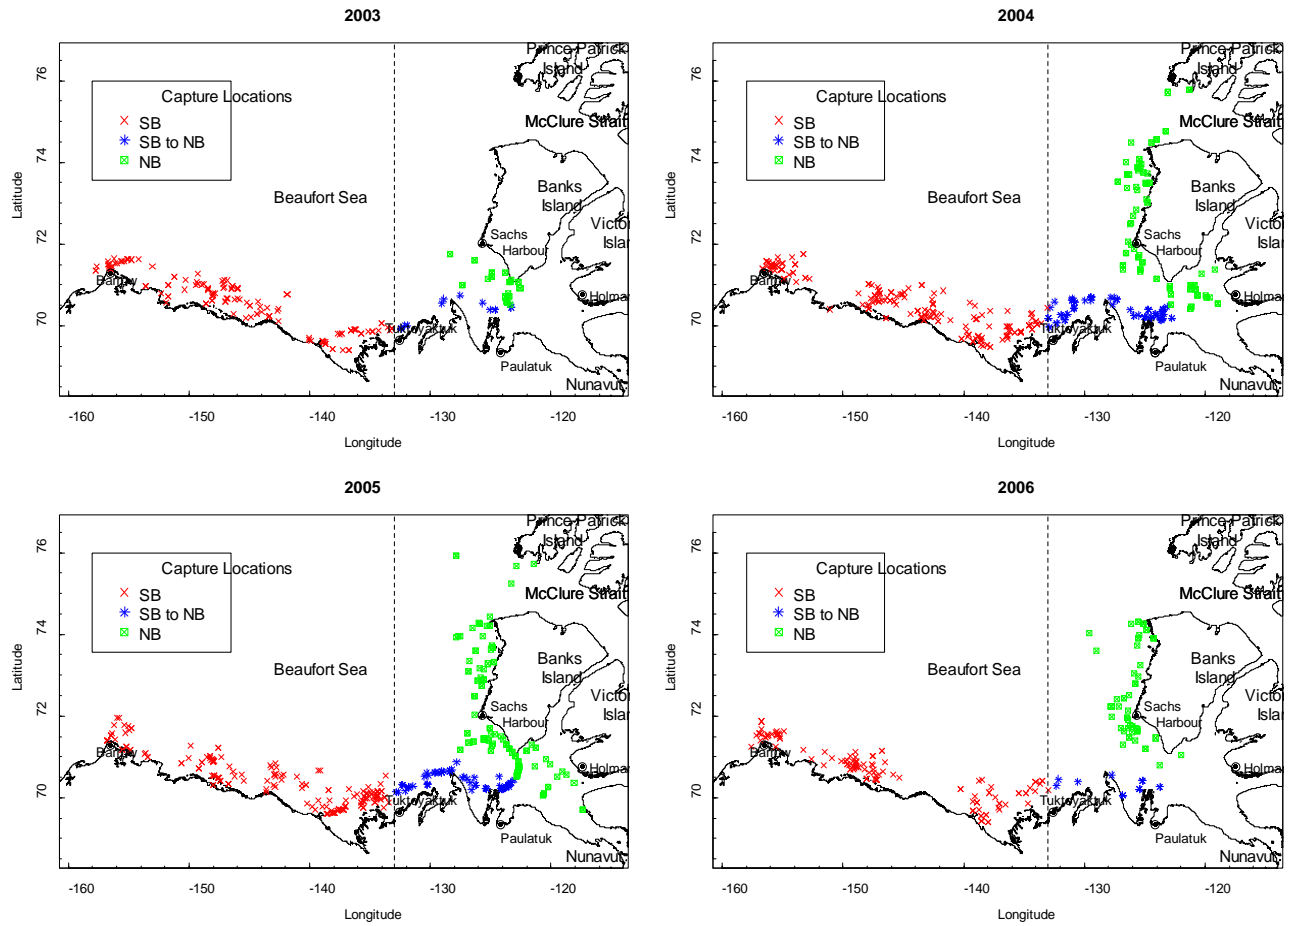 2003
Prince Patrick
Island
Capture Locations
SB
SB to NB
NB
McClure Strait
Beaufort Sea
Banks
Island
Sachs
Harbour
Barrow
Tuktoyaktuk
Paulatuk
Nunavut
76
74
72
70
Latitude
-160
-150
-140
-130
-120
Longitude
2004
Prince Patrick
Island
Capture Locations
SB
SB to NB
NB
McClure Strait
Beaufort Sea
Banks
Island
Sachs
Harbour
Barrow
Tuktoyaktuk
Paulatuk
Nunavut
76
74
72
70
Latitude
-160
-150
-140
-130
-120
Longitude
2005
Prince Patrick
Island
Capture Locations
SB
SB to NB
NB
McClure Strait
Beaufort Sea
Banks
Island
Sachs
Harbour
Barrow
Tuktoyaktuk
Paulatuk
Nunavut
76
74
72
70
Latitude
-160
-150
-140
-130
-120
Longitude
2006
Prince Patrick
Island
Capture Locations
SB
SB to NB
NB
McClure Strait
Beaufort Sea
Banks
Island
Sachs
Harbour
Barrow
Tuktoyaktuk
Paulatuk
Nunavut
76
74
72
70
Latitude
-160
-150
-140
-130
-120
Longitude